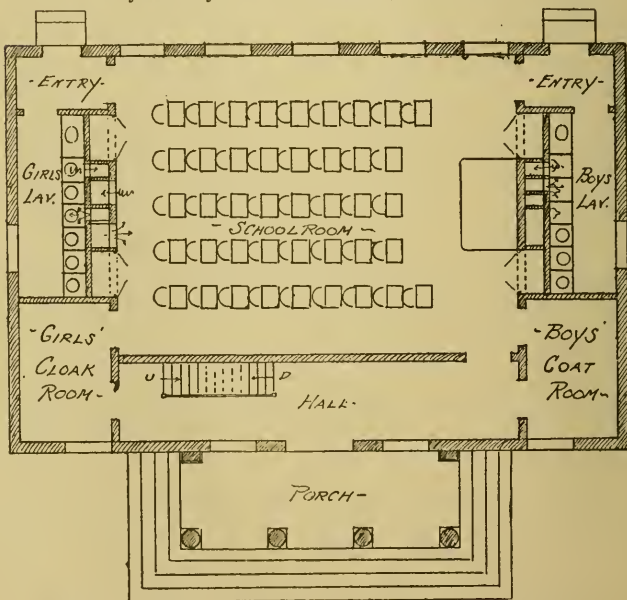 - ENTRY -
- ENTRY -
GIRLS
LAV.
BOYS
LAV.
- SCHOOL ROOM -
- GIRLS'
CLOAK
ROOM -
- BOYS'
COAT
ROOM -
U
D
HALL -
PORCH -